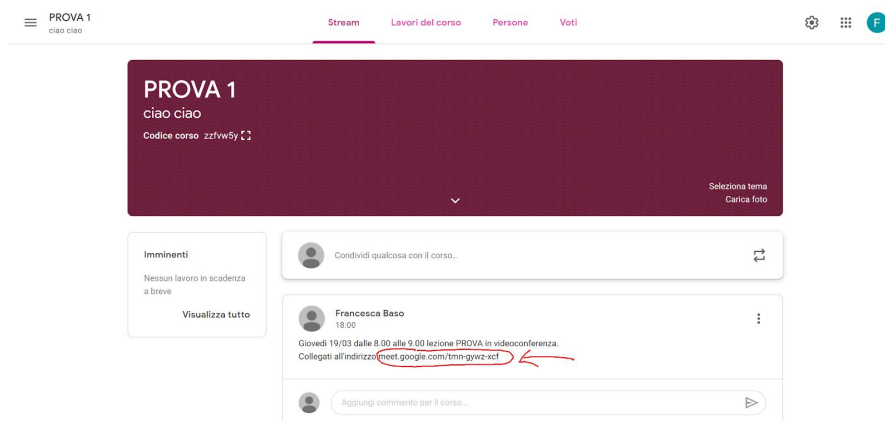 PROVA 1
ciao ciao
Stream
Lavori del corso
Persone
Voti
F
PROVA 1
ciao ciao
Codice corso zzfvw5y
Seleziona tema
Carica foto
Imminenti
Nessun lavoro in scadenza
a breve
Visualizza tutto
Condividi qualcosa con il corso...
Francesca Baso
18:00
Giovedì 19/03 dalle 8.00 alle 9.00 lezione PROVA in videoconferenza.
Collegati all'indirizzo meet.google.com/tmn-gywz-xcf
Aggiungi commento per il corso...